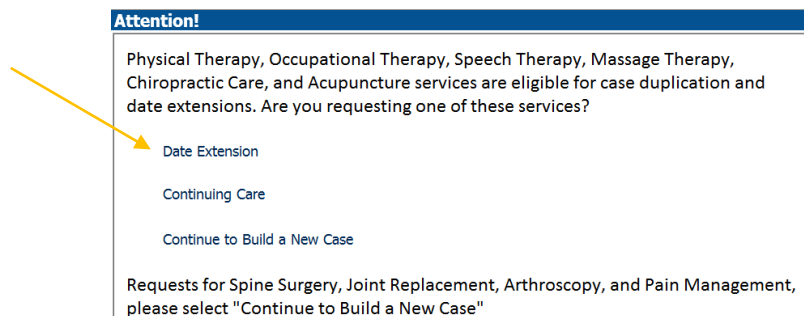 Attention!
Physical Therapy, Occupational Therapy, Speech Therapy, Massage Therapy,
Chiropractic Care, and Acupuncture services are eligible for case duplication and
date extensions. Are you requesting one of these services?
Date Extension
Continuing Care
Continue to Build a New Case
Requests for Spine Surgery, Joint Replacement, Arthroscopy, and Pain Management,
please select "Continue to Build a New Case"